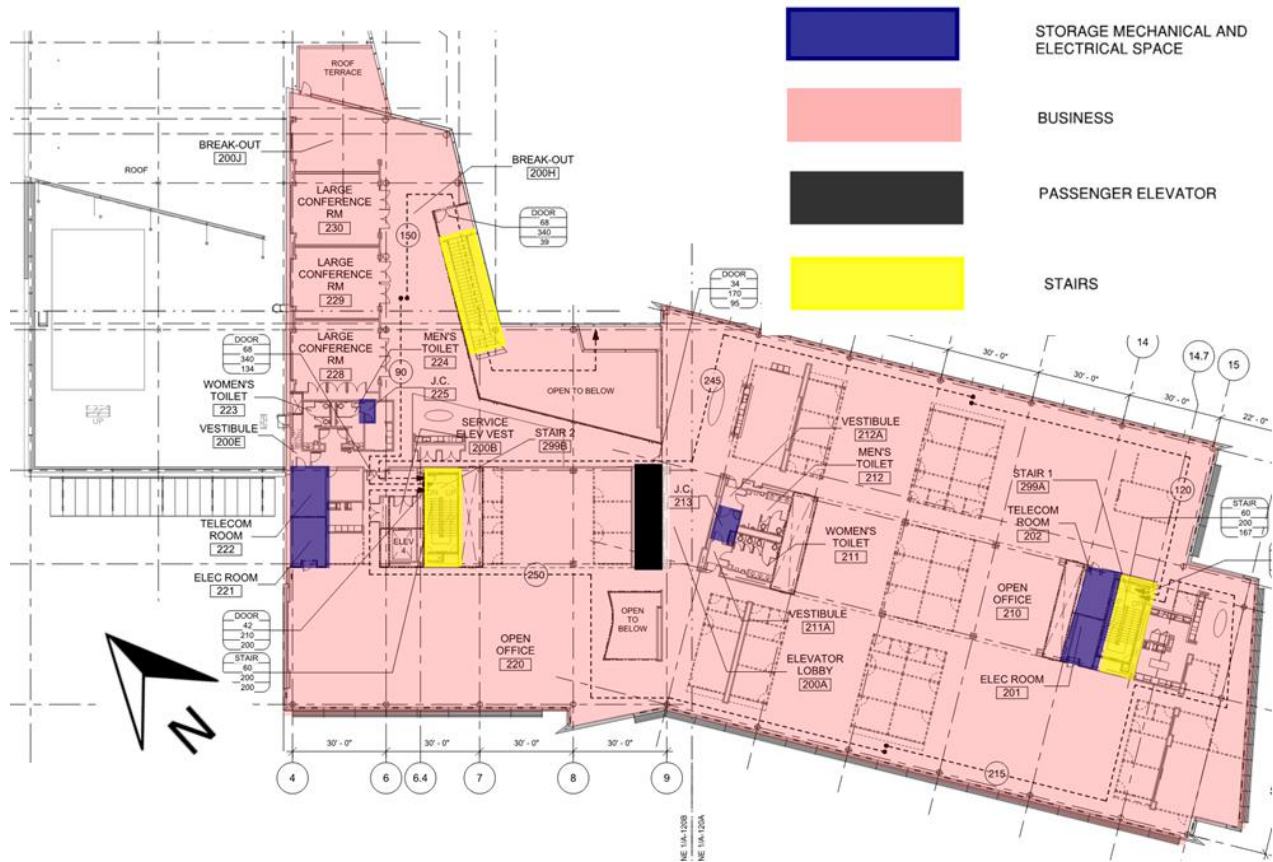 STORAGE MECHANICAL AND
ELECTRICAL SPACE
BUSINESS
PASSENGER ELEVATOR
STAIRS
ROOF
TERRACE
BREAK-OUT
200J
BREAK-OUT
200H
ROOF
LARGE
CONFERENCE
RM
230
DOOR
68
340
39
150
LARGE
CONFERENCE
RM
229
DOOR
34
170
95
LARGE
CONFERENCE
RM
228
DOOR
68
340
134
MEN'S
TOILET
224
J.C.
225
90
WOMEN'S
TOILET
223
VESTIBULE
200E
UP
OPEN TO BELOW
SERVICE
ELEV VEST
200B
STAIR 2
299B
245
30' - 0"
30' - 0"
30' - 0"
22' - 0"
14
14.7
15
VESTIBULE
212A
MEN'S
TOILET
212
STAIR 1
299A
120
STAIR
60
200
167
J.C.
213
TELECOM
ROOM
222
ELEV
4
WOMEN'S
TOILET
211
TELECOM
ROOM
202
ELEC ROOM
221
250
OPEN
OFFICE
210
DOOR
42
210
200
OPEN
TO
BELOW
VESTIBULE
211A
STAIR
60
200
200
OPEN
OFFICE
220
ELEVATOR
LOBBY
200A
ELEC ROOM
201
N
30' - 0"
30' - 0"
30' - 0"
30' - 0"
4
6
6.4
7
8
9
215
NE 1/A-120B
NE 1/A-120A